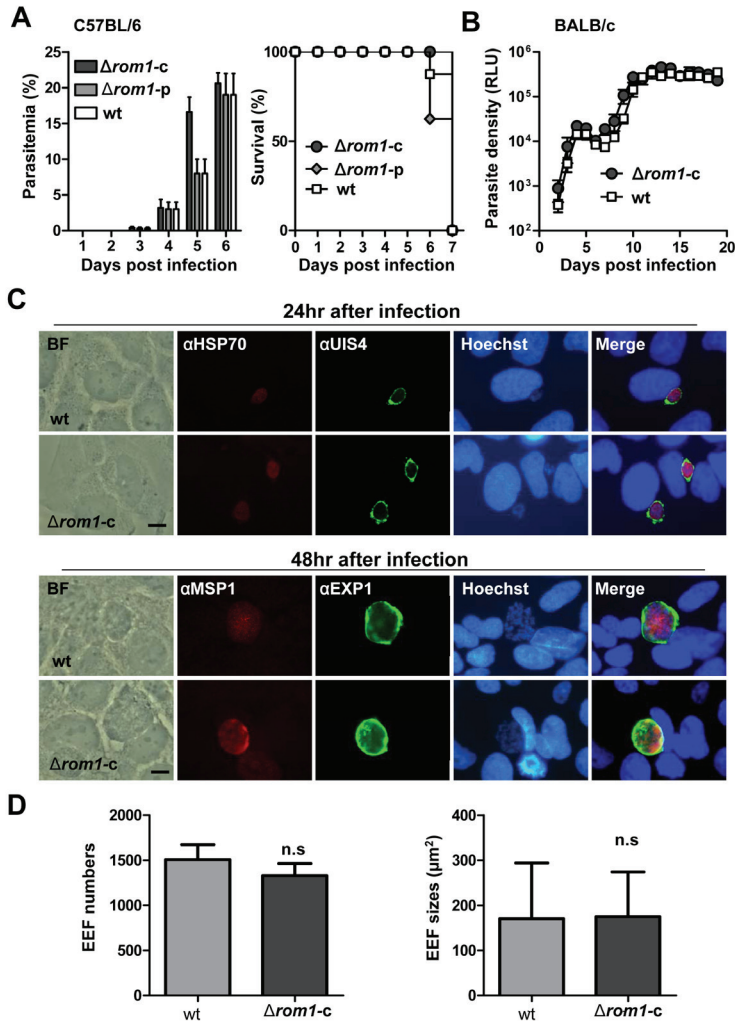 A
C57BL/6
Parasitemia (%)
25
20
15
10
5
0
Δrom1-c
Δrom1-p
wt
1 2 3 4 5 6
Days post infection
Survival (%)
100
50
0
Δrom1-c
Δrom1-p
wt
0 1 2 3 4 5 6 7
Days post infection
B
BALB/c
Parasite density (RLU)
10⁶
10⁵
10⁴
10³
10²
Δrom1-c
wt
0 5 10 15 20
Days post infection
C
24hr after infection
BF αHSP70 αUIS4 Hoechst Merge
wt
Δrom1-c
48hr after infection
BF αMSP1 αEXP1 Hoechst Merge
wt
Δrom1-c
D
EEF numbers
2000
1500
1000
500
0
n.s
wt Δrom1-c
EEF sizes (µm²)
400
300
200
100
0
n.s
wt Δrom1-c